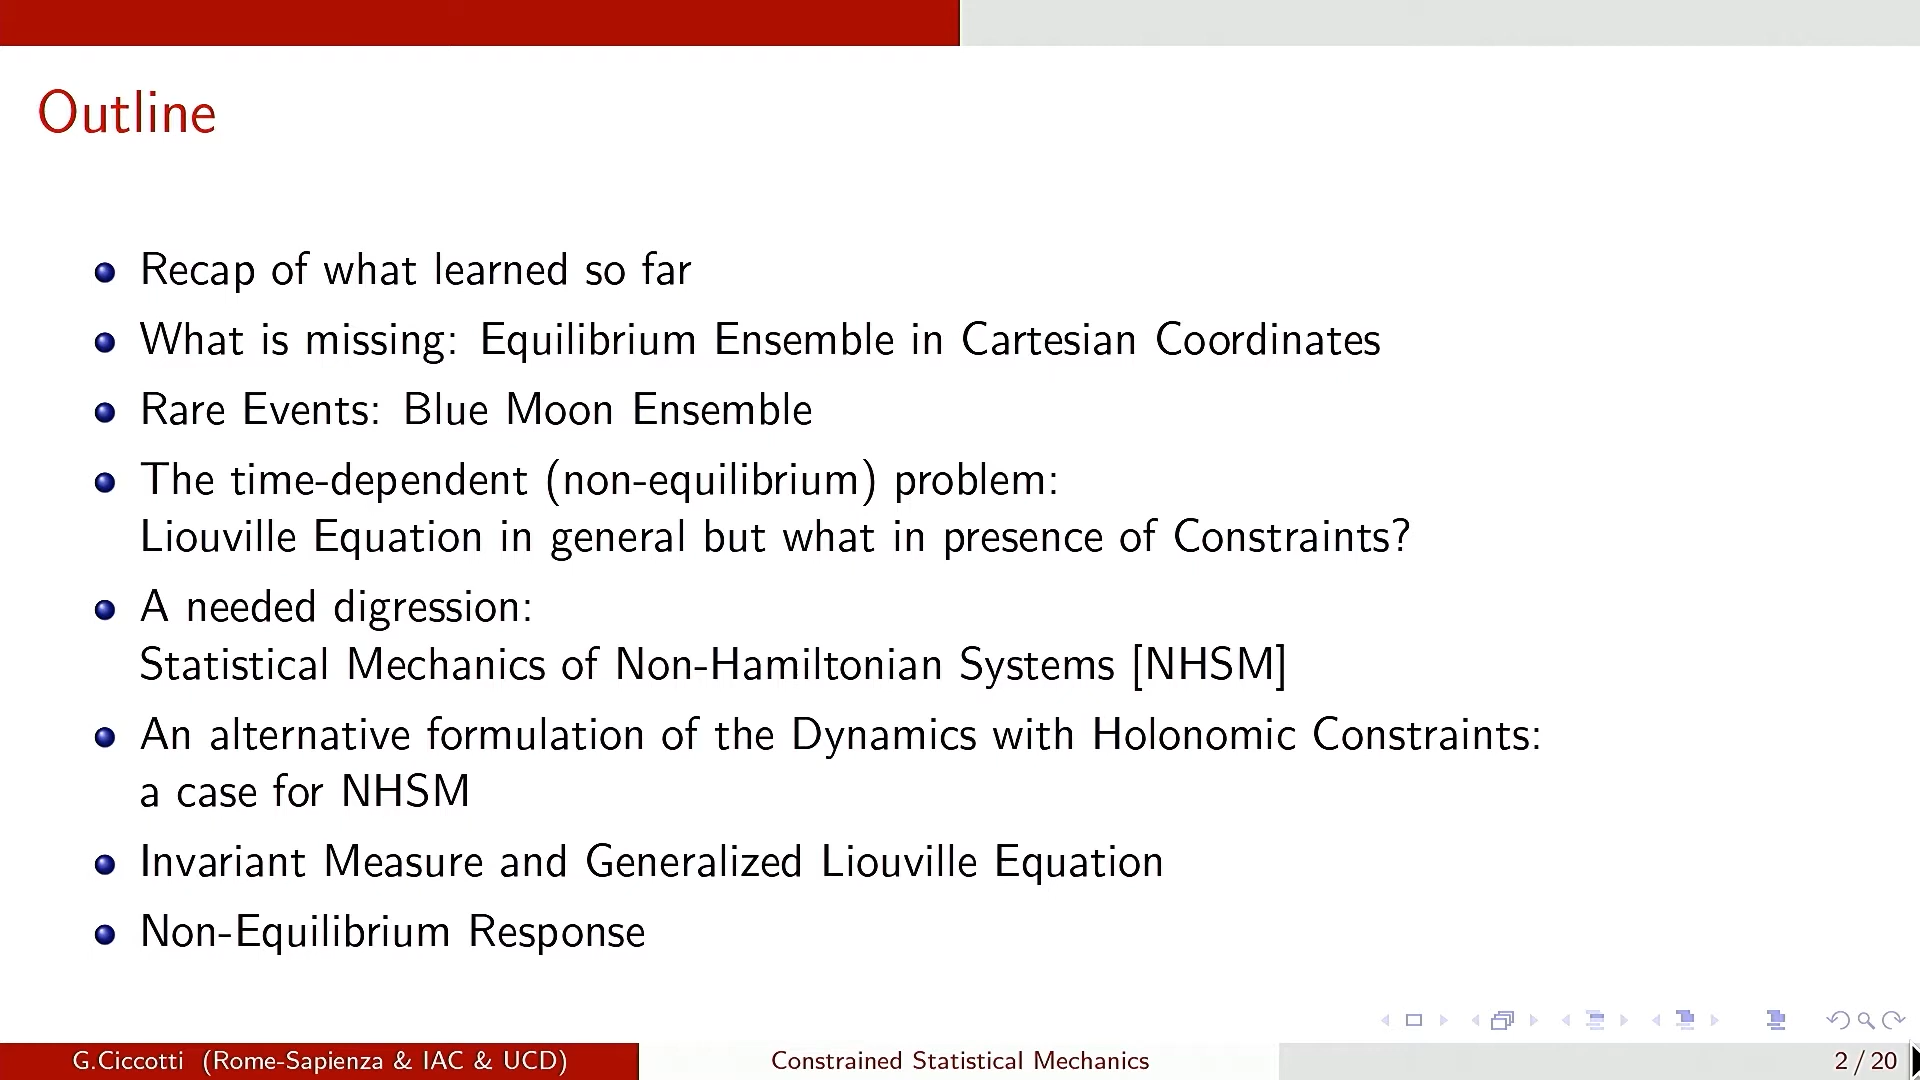 Outline
Recap of what learned so far
What is missing: Equilibrium Ensemble in Cartesian Coordinates
Rare Events: Blue Moon Ensemble
The time-dependent (non-equilibrium) problem:
Liouville Equation in general but what in presence of Constraints?
A needed digression:
Statistical Mechanics of Non-Hamiltonian Systems [NHSM]
An alternative formulation of the Dynamics with Holonomic Constraints:
a case for NHSM
Invariant Measure and Generalized Liouville Equation
Non-Equilibrium Response
G.Ciccotti (Rome-Sapienza & IAC & UCD)
Constrained Statistical Mechanics
2 / 20